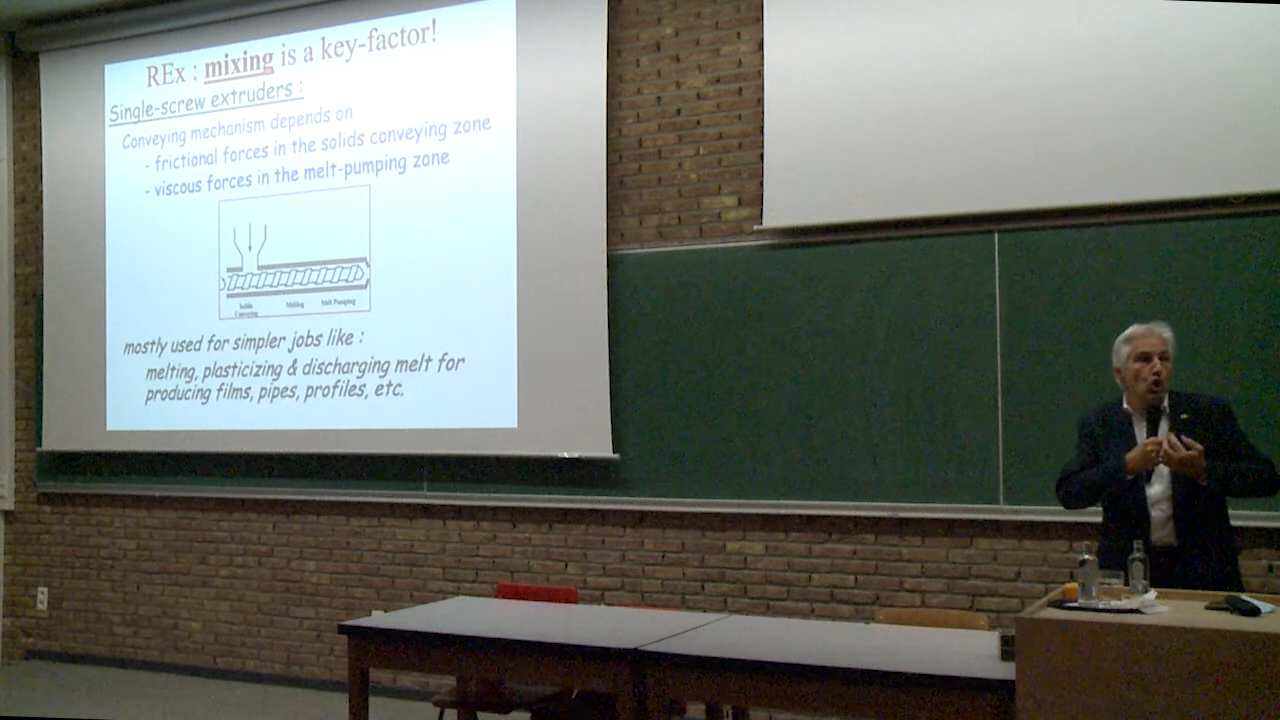 REx : mixing is a key-factor!
Single-screw extruders :
Conveying mechanism depends on
- frictional forces in the solids conveying zone
- viscous forces in the melt-pumping zone
Solids
Conveying
Melting
Melt Pumping
mostly used for simpler jobs like :
melting, plasticizing & discharging melt for
producing films, pipes, profiles, etc.